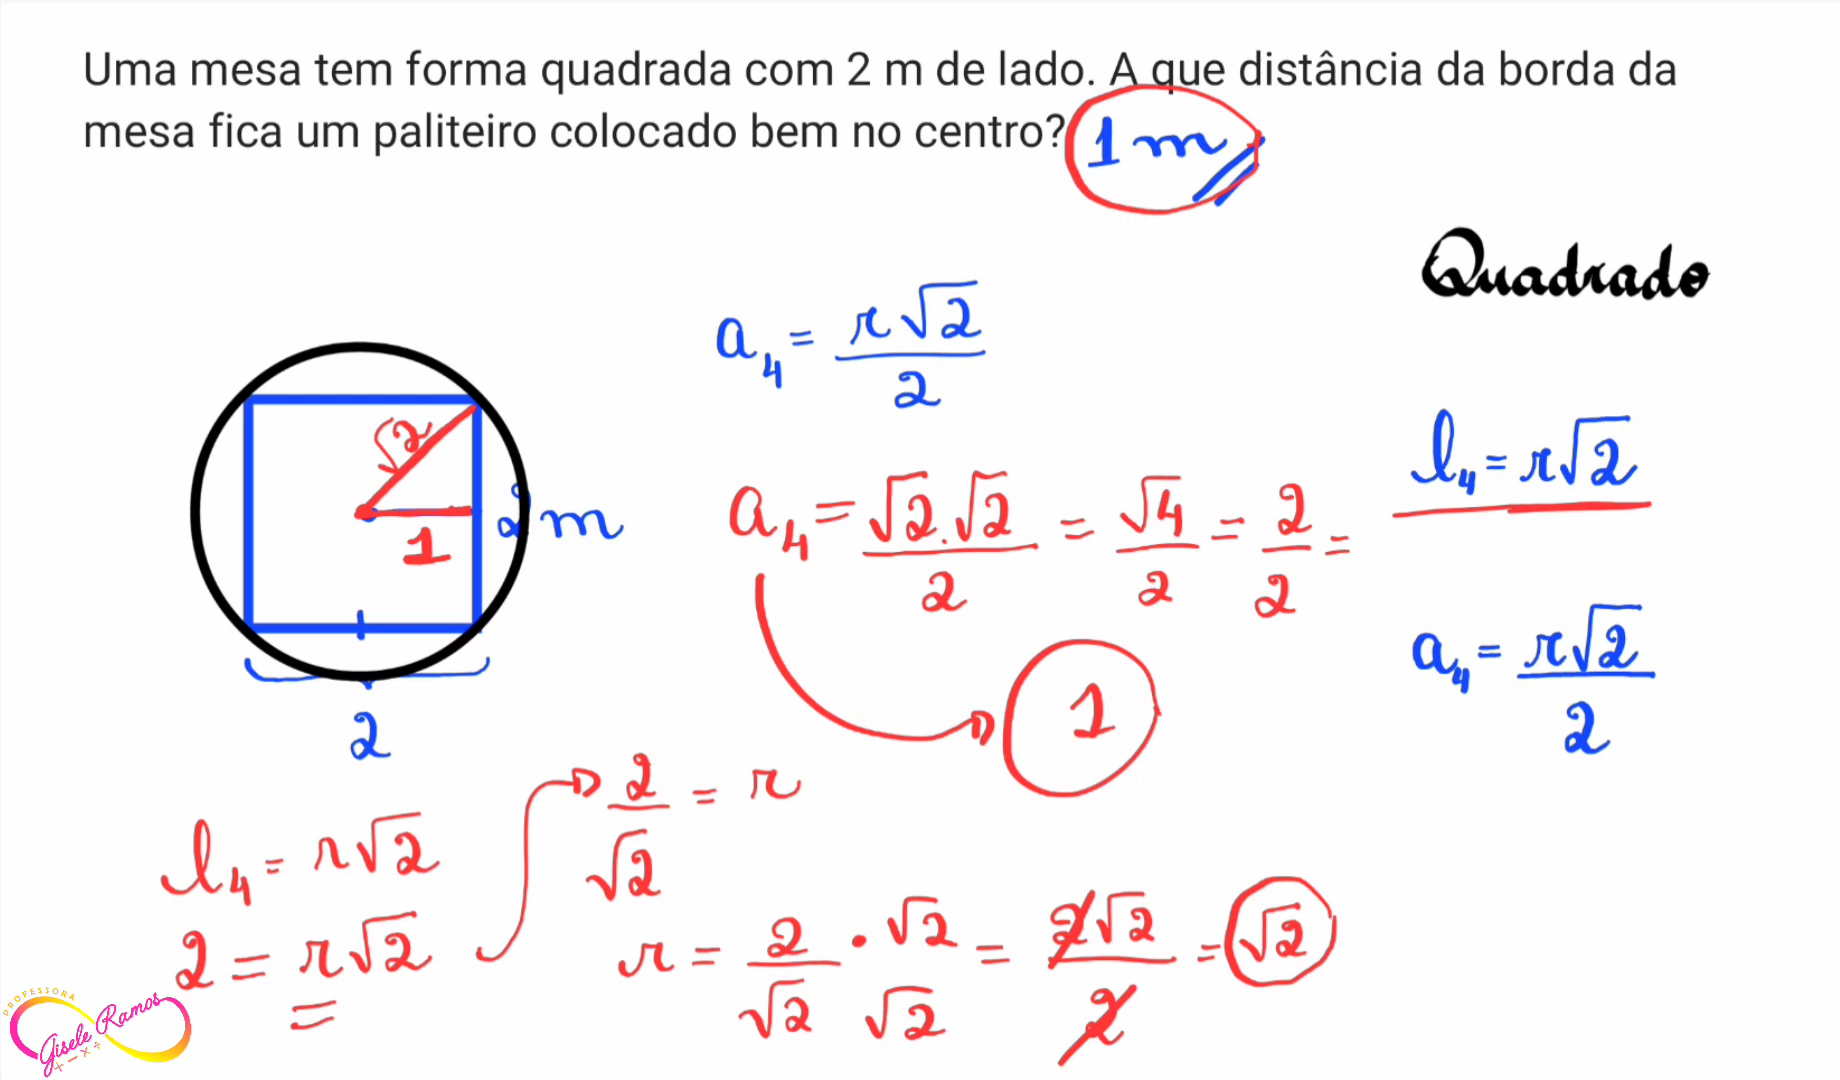 Uma mesa tem forma quadrada com 2 m de lado. A que distância da borda da
mesa fica um paliteiro colocado bem no centro? 1 m
Quadrado
a₄ = r√2/2
l₄ = r√2
√2
1
2 m
a₄ = √2.√2/2 = √4/2 = 2/2 =
1
a₄ = r√2/2
2
2/√2 = r
l₄ = r√2
2 = r√2
=
r = 2/√2 · √2/√2 = 2√2/2 = √2
PROFESSORA
Gisele Ramos
+ − × ÷